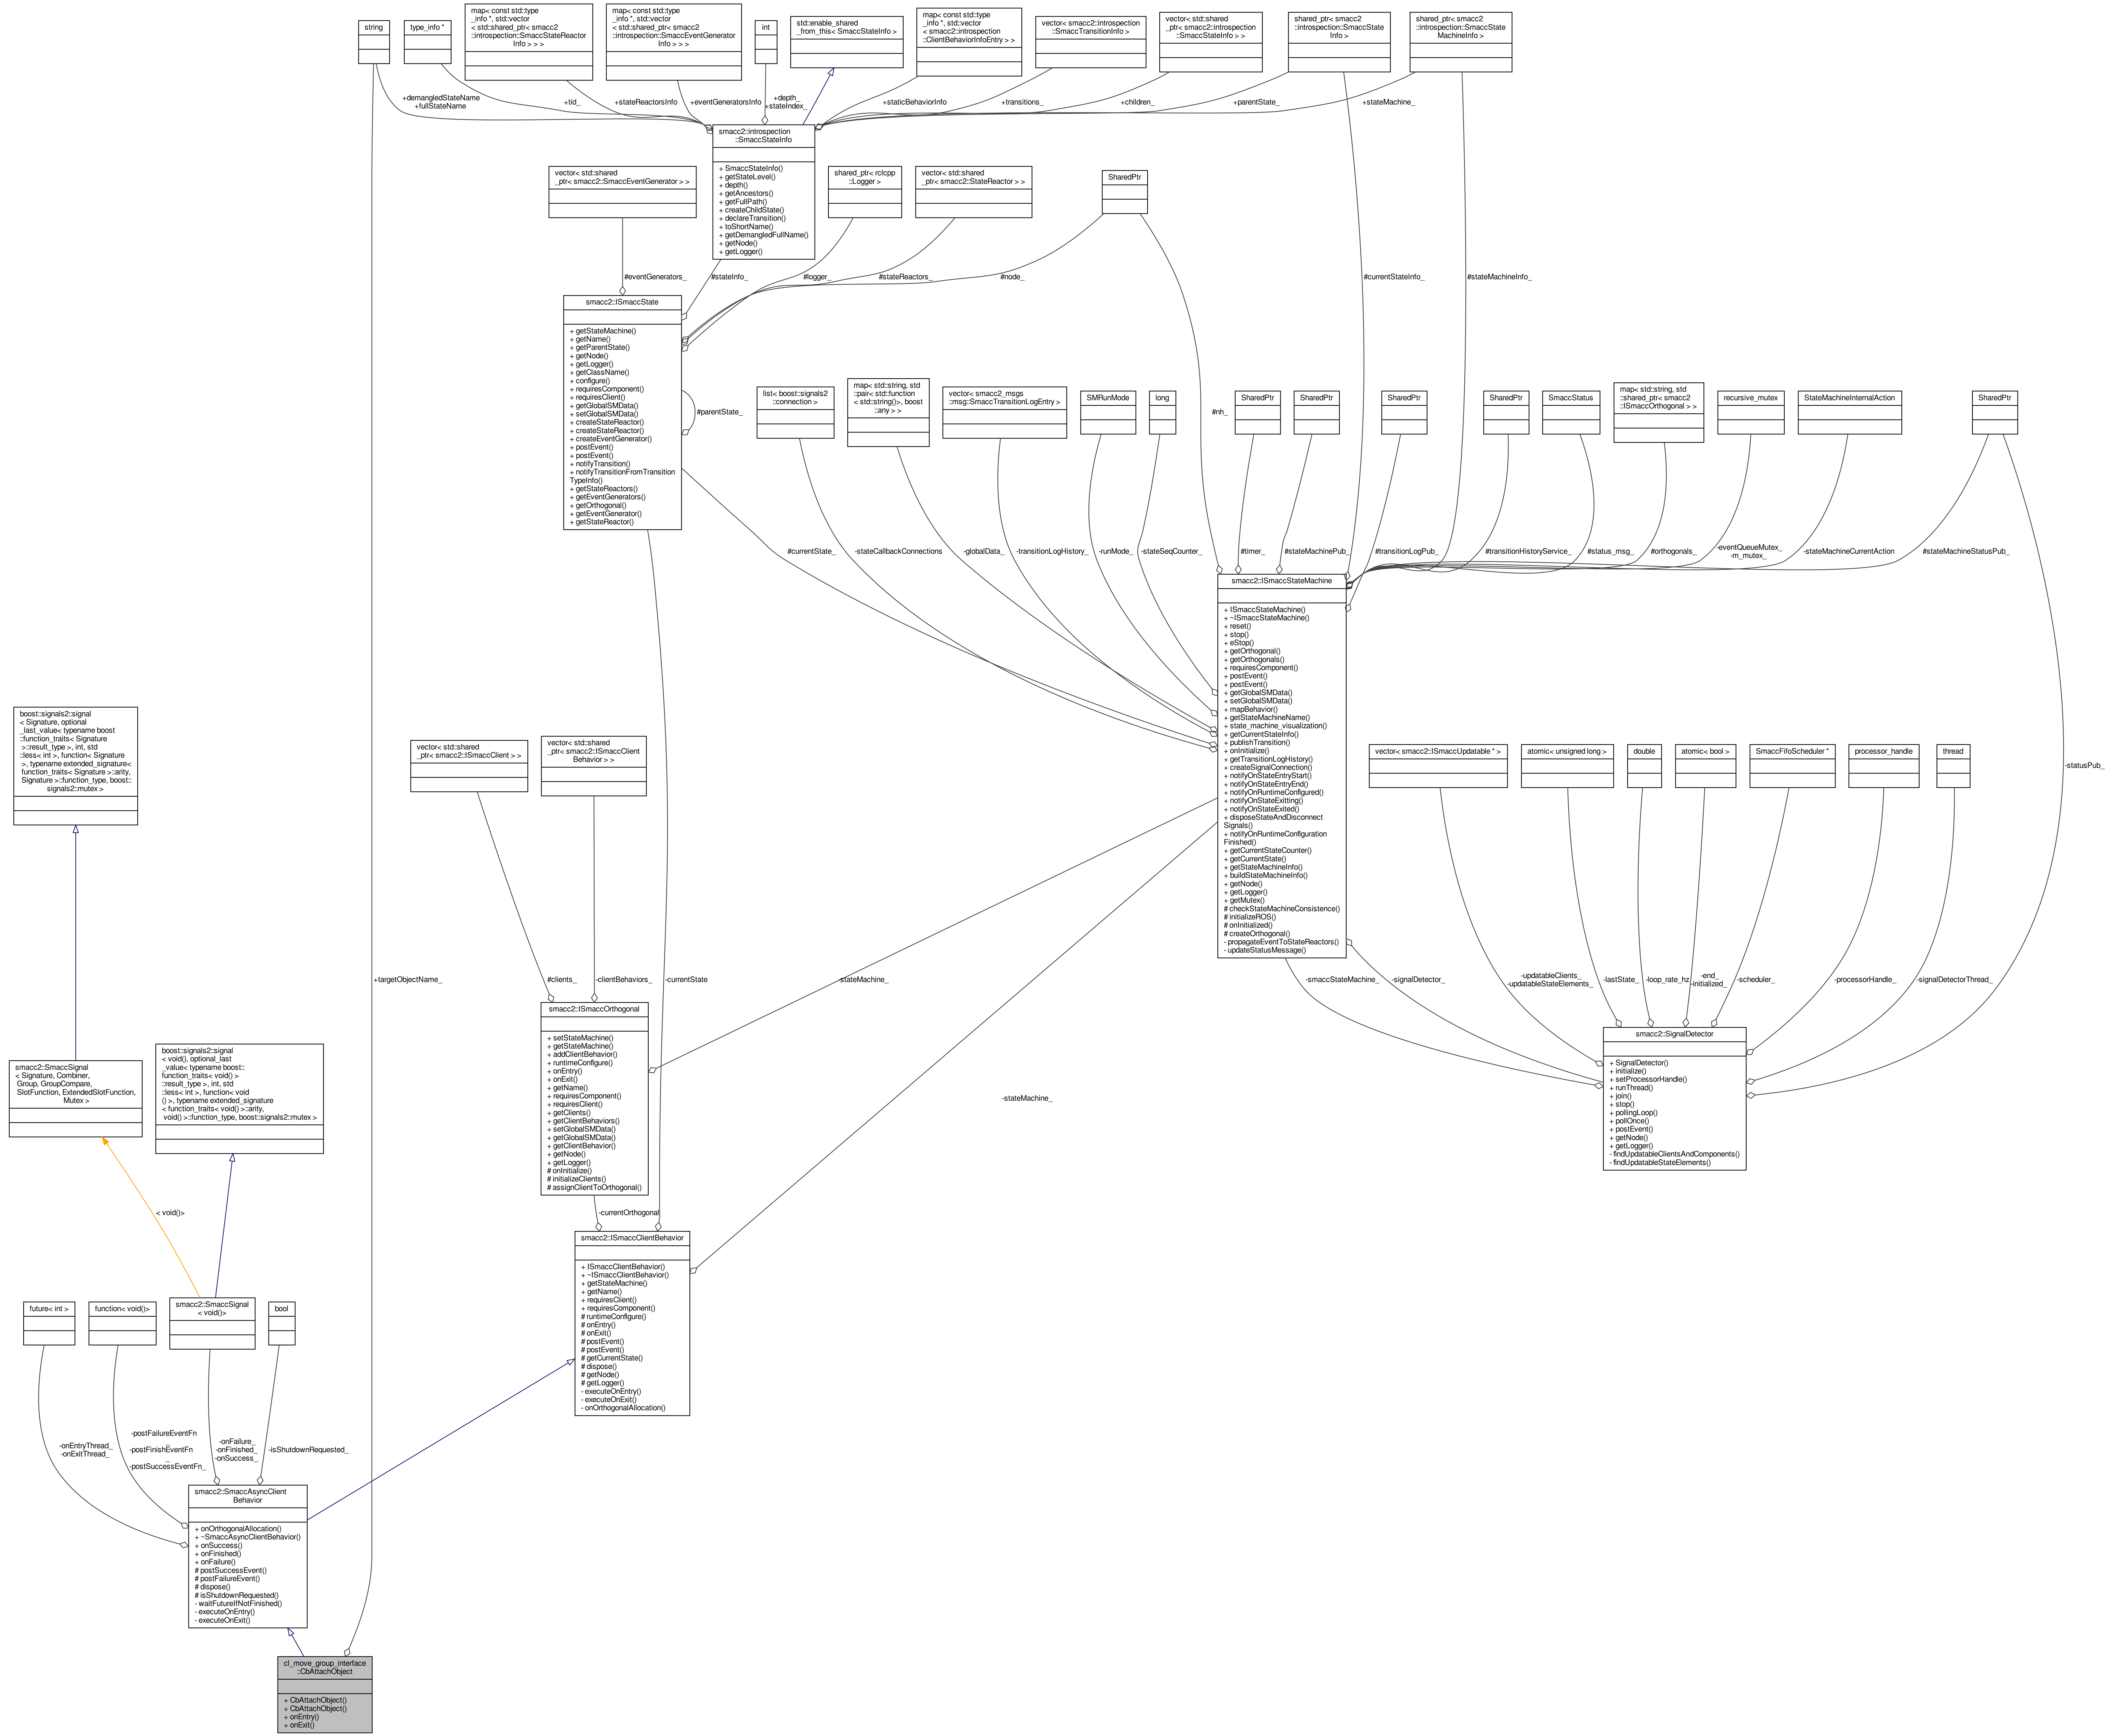 string
type_info *
map< const std::type
_info *, std::vector
< std::shared_ptr< smacc2
::introspection::SmaccStateReactor
Info > > >
map< const std::type
_info *, std::vector
< std::shared_ptr< smacc2
::introspection::SmaccEventGenerator
Info > > >
int
std::enable_shared
_from_this< SmaccStateInfo >
map< const std::type
_info *, std::vector
< smacc2::introspection
::ClientBehaviorInfoEntry > >
vector< smacc2::introspection
::SmaccTransitionInfo >
vector< std::shared
_ptr< smacc2::introspection
::SmaccStateInfo > >
shared_ptr< smacc2
::introspection::SmaccState
Info >
shared_ptr< smacc2
::introspection::SmaccState
MachineInfo >
+demangledStateName
+fullStateName
+tid_
+stateReactorsInfo
+eventGeneratorsInfo
+depth_
+stateIndex_
+staticBehaviorInfo
+transitions_
+children_
+parentState_
+stateMachine_
smacc2::introspection
::SmaccStateInfo
+ SmaccStateInfo()
+ getStateLevel()
+ depth()
+ getAncestors()
+ getFullPath()
+ createChildState()
+ declareTransition()
+ toShortName()
+ getDemangledFullName()
+ getNode()
+ getLogger()
vector< std::shared
_ptr< smacc2::SmaccEventGenerator > >
shared_ptr< rclcpp
::Logger >
vector< std::shared
_ptr< smacc2::StateReactor > >
SharedPtr
#eventGenerators_
#stateInfo_
#logger_
#stateReactors_
#node_
#currentStateInfo_
#stateMachineInfo_
smacc2::ISmaccState
+ getStateMachine()
+ getName()
+ getParentState()
+ getNode()
+ getLogger()
+ getClassName()
+ configure()
+ requiresComponent()
+ requiresClient()
+ getGlobalSMData()
+ setGlobalSMData()
+ createStateReactor()
+ createStateReactor()
+ createEventGenerator()
+ postEvent()
+ postEvent()
+ notifyTransition()
+ notifyTransitionFromTransition
TypeInfo()
+ getStateReactors()
+ getEventGenerators()
+ getOrthogonal()
+ getEventGenerator()
+ getStateReactor()
#parentState_
list< boost::signals2
::connection >
map< std::string, std
::pair< std::function
< std::string()>, boost
::any > >
vector< smacc2_msgs
::msg::SmaccTransitionLogEntry >
SMRunMode
long
#nh_
SharedPtr
SharedPtr
SharedPtr
SharedPtr
SmaccStatus
map< std::string, std
::shared_ptr< smacc2
::ISmaccOrthogonal > >
recursive_mutex
StateMachineInternalAction
SharedPtr
#currentState_
-stateCallbackConnections
-globalData_
-transitionLogHistory_
-runMode_
-stateSeqCounter_
#timer_
#stateMachinePub_
#transitionLogPub_
#transitionHistoryService_
#status_msg_
#orthogonals_
-eventQueueMutex_
-m_mutex_
-stateMachineCurrentAction
#stateMachineStatusPub_
smacc2::ISmaccStateMachine
+ ISmaccStateMachine()
+ ~ISmaccStateMachine()
+ reset()
+ stop()
+ eStop()
+ getOrthogonal()
+ getOrthogonals()
+ requiresComponent()
+ postEvent()
+ postEvent()
+ getGlobalSMData()
+ setGlobalSMData()
+ mapBehavior()
+ getStateMachineName()
+ state_machine_visualization()
+ getCurrentStateInfo()
+ publishTransition()
+ onInitialize()
+ getTransitionLogHistory()
+ createSignalConnection()
+ notifyOnStateEntryStart()
+ notifyOnStateEntryEnd()
+ notifyOnRuntimeConfigured()
+ notifyOnStateExitting()
+ notifyOnStateExited()
+ disposeStateAndDisconnect
Signals()
+ notifyOnRuntimeConfiguration
Finished()
+ getCurrentStateCounter()
+ getCurrentState()
+ getStateMachineInfo()
+ buildStateMachineInfo()
+ getNode()
+ getLogger()
+ getMutex()
# checkStateMachineConsistence()
# initializeROS()
# onInitialized()
# createOrthogonal()
- propagateEventToStateReactors()
- updateStatusMessage()
boost::signals2::signal
< Signature, optional
_last_value< typename boost
::function_traits< Signature
>::result_type >, int, std
::less< int >, function< Signature
>, typename extended_signature<
function_traits< Signature >::arity,
Signature >::function_type, boost::
signals2::mutex >
vector< std::shared
_ptr< smacc2::ISmaccClient > >
vector< std::shared
_ptr< smacc2::ISmaccClient
Behavior > >
vector< smacc2::ISmaccUpdatable * >
atomic< unsigned long >
double
atomic< bool >
SmaccFifoScheduler *
processor_handle
thread
-statusPub_
+targetObjectName_
#clients_
-clientBehaviors_
-currentState
-stateMachine_
-smaccStateMachine_
-signalDetector_
-updatableClients_
-updatableStateElements_
-lastState_
-loop_rate_hz
-end_
-initialized_
-scheduler_
-processorHandle_
-signalDetectorThread_
smacc2::ISmaccOrthogonal
+ setStateMachine()
+ getStateMachine()
+ addClientBehavior()
+ runtimeConfigure()
+ onEntry()
+ onExit()
+ getName()
+ requiresComponent()
+ requiresClient()
+ getClients()
+ getClientBehaviors()
+ setGlobalSMData()
+ getGlobalSMData()
+ getClientBehavior()
+ getNode()
+ getLogger()
# onInitialize()
# initializeClients()
# assignClientToOrthogonal()
smacc2::SignalDetector
+ SignalDetector()
+ initialize()
+ setProcessorHandle()
+ runThread()
+ join()
+ stop()
+ pollingLoop()
+ pollOnce()
+ postEvent()
+ getNode()
+ getLogger()
- findUpdatableClientsAndComponents()
- findUpdatableStateElements()
smacc2::SmaccSignal
< Signature, Combiner,
Group, GroupCompare,
SlotFunction, ExtendedSlotFunction,
Mutex >
boost::signals2::signal
< void(), optional_last
_value< typename boost::
function_traits< void() >
::result_type >, int, std
::less< int >, function< void
() >, typename extended_signature
< function_traits< void() >::arity,
void() >::function_type, boost::signals2::mutex >
-stateMachine_
< void()>
-currentOrthogonal
smacc2::ISmaccClientBehavior
+ ISmaccClientBehavior()
+ ~ISmaccClientBehavior()
+ getStateMachine()
+ getName()
+ requiresClient()
+ requiresComponent()
# runtimeConfigure()
# onEntry()
# onExit()
# postEvent()
# postEvent()
# getCurrentState()
# dispose()
# getNode()
# getLogger()
- executeOnEntry()
- executeOnExit()
- onOrthogonalAllocation()
future< int >
function< void()>
smacc2::SmaccSignal
< void()>
bool
-onEntryThread_
-onExitThread_
-postFailureEventFn
_
-postFinishEventFn
_
-postSuccessEventFn_
-onFailure_
-onFinished_
-onSuccess_
-isShutdownRequested_
smacc2::SmaccAsyncClient
Behavior
+ onOrthogonalAllocation()
+ ~SmaccAsyncClientBehavior()
+ onSuccess()
+ onFinished()
+ onFailure()
# postSuccessEvent()
# postFailureEvent()
# dispose()
# isShutdownRequested()
- waitFutureIfNotFinished()
- executeOnEntry()
- executeOnExit()
cl_move_group_interface
::CbAttachObject
+ CbAttachObject()
+ CbAttachObject()
+ onEntry()
+ onExit()